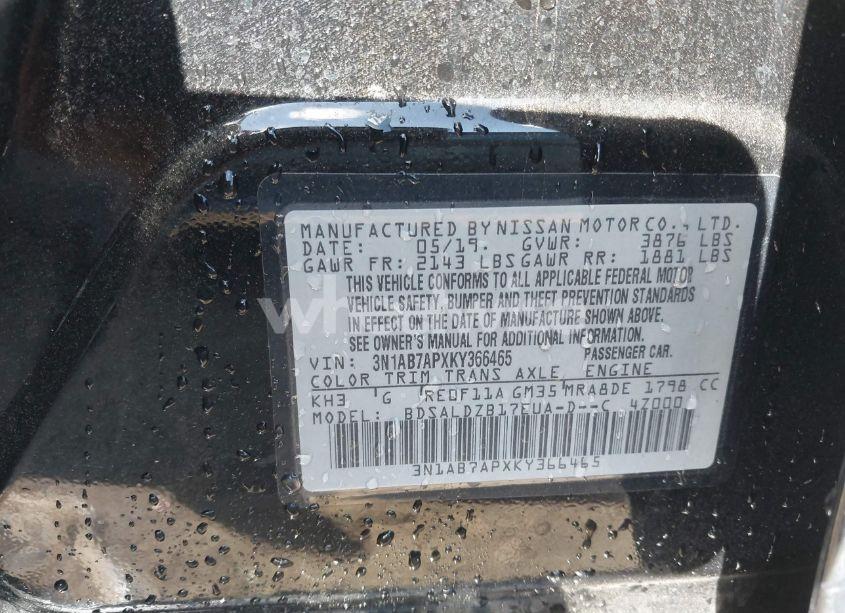 MANUFACTURED BY NISSAN MOTOR CO., LTD.
DATE: 05/19. GVWR: 3876 LBS
GAWR FR: 2143 LBS GAWR RR: 1881 LBS
THIS VEHICLE CONFORMS TO ALL APPLICABLE FEDERAL MOTOR
VEHICLE SAFETY, BUMPER AND THEFT PREVENTION STANDARDS
IN EFFECT ON THE DATE OF MANUFACTURE SHOWN ABOVE.
SEE OWNER'S MANUAL FOR ADDITIONAL INFORMATION.
VIN: 3N1AB7APXKY366465 PASSENGER CAR.
COLOR TRIM TRANS AXLE, ENGINE
KH3 'G 'RE0F11A GM35'MRA8DE 1798 CC
MODEL: BDSALDZB17EUA-D--C 4Z000
3N1AB7APXKY366465